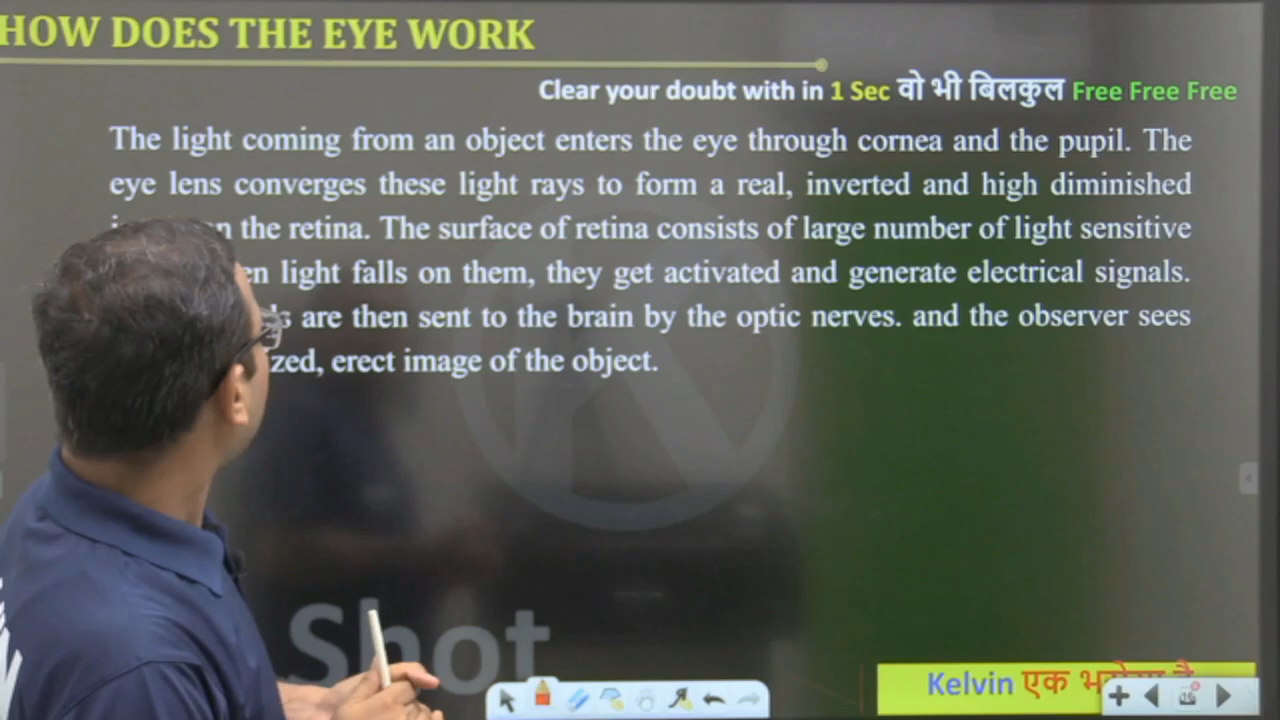 HOW DOES THE EYE WORK
Clear your doubt with in 1 Sec वो भी बिलकुल Free Free Free
The light coming from an object enters the eye through cornea and the pupil. The
eye lens converges these light rays to form a real, inverted and high diminished
the retina. The surface of retina consists of large number of light sensitive
light falls on them, they get activated and generate electrical signals.
are then sent to the brain by the optic nerves. and the observer sees
erect image of the object.
Shot
Kelvin एक